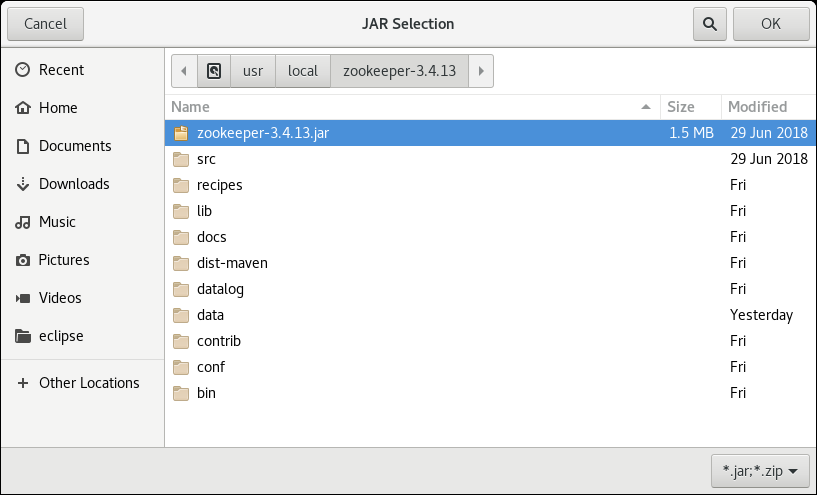 Cancel JAR Selection OK
Recent
Home
Documents
Downloads
Music
Pictures
Videos
eclipse
Other Locations
usr local zookeeper-3.4.13
Name Size Modified
zookeeper-3.4.13.jar 1.5 MB 29 Jun 2018
src 29 Jun 2018
recipes Fri
lib Fri
docs Fri
dist-maven Fri
datalog Fri
data Yesterday
contrib Fri
conf Fri
bin Fri
*.jar;*.zip